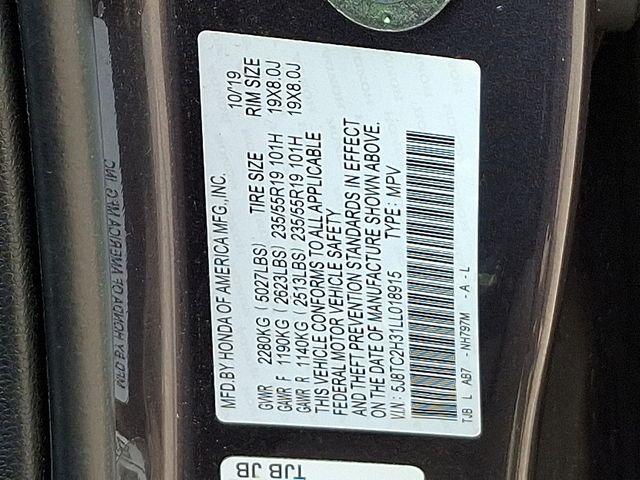 MFD.BY HONDA OF AMERICA MFG.,INC. 10/19
GVWR 2280KG (5027LBS) TIRE SIZE RIM SIZE
GAWR F 1190KG (2623LBS) 235/55R19 101H 19X8.0J
GAWR R 1140KG (2513LBS) 235/55R19 101H 19X8.0J
THIS VEHICLE CONFORMS TO ALL APPLICABLE
FEDERAL MOTOR VEHICLE SAFETY
AND THEFT PREVENTION STANDARDS IN EFFECT
ON THE DATE OF MANUFACTURE SHOWN ABOVE.
V.I.N.: 5J8TC2H31LL018915 TYPE: MPV
TJB L AB7 - NH797M - A - L
TJB JB